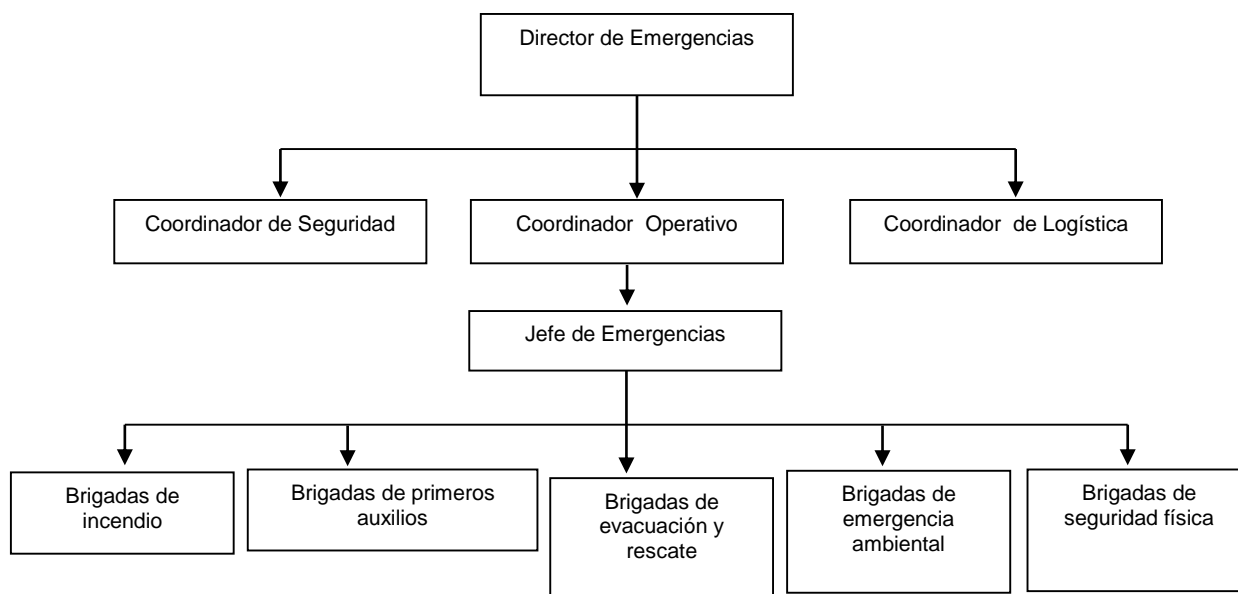 Director de Emergencias
Coordinador de Seguridad
Coordinador Operativo
Coordinador de Logística
Jefe de Emergencias
Brigadas de
incendio
Brigadas de primeros
auxilios
Brigadas de
evacuación y
rescate
Brigadas de
emergencia
ambiental
Brigadas de
seguridad física